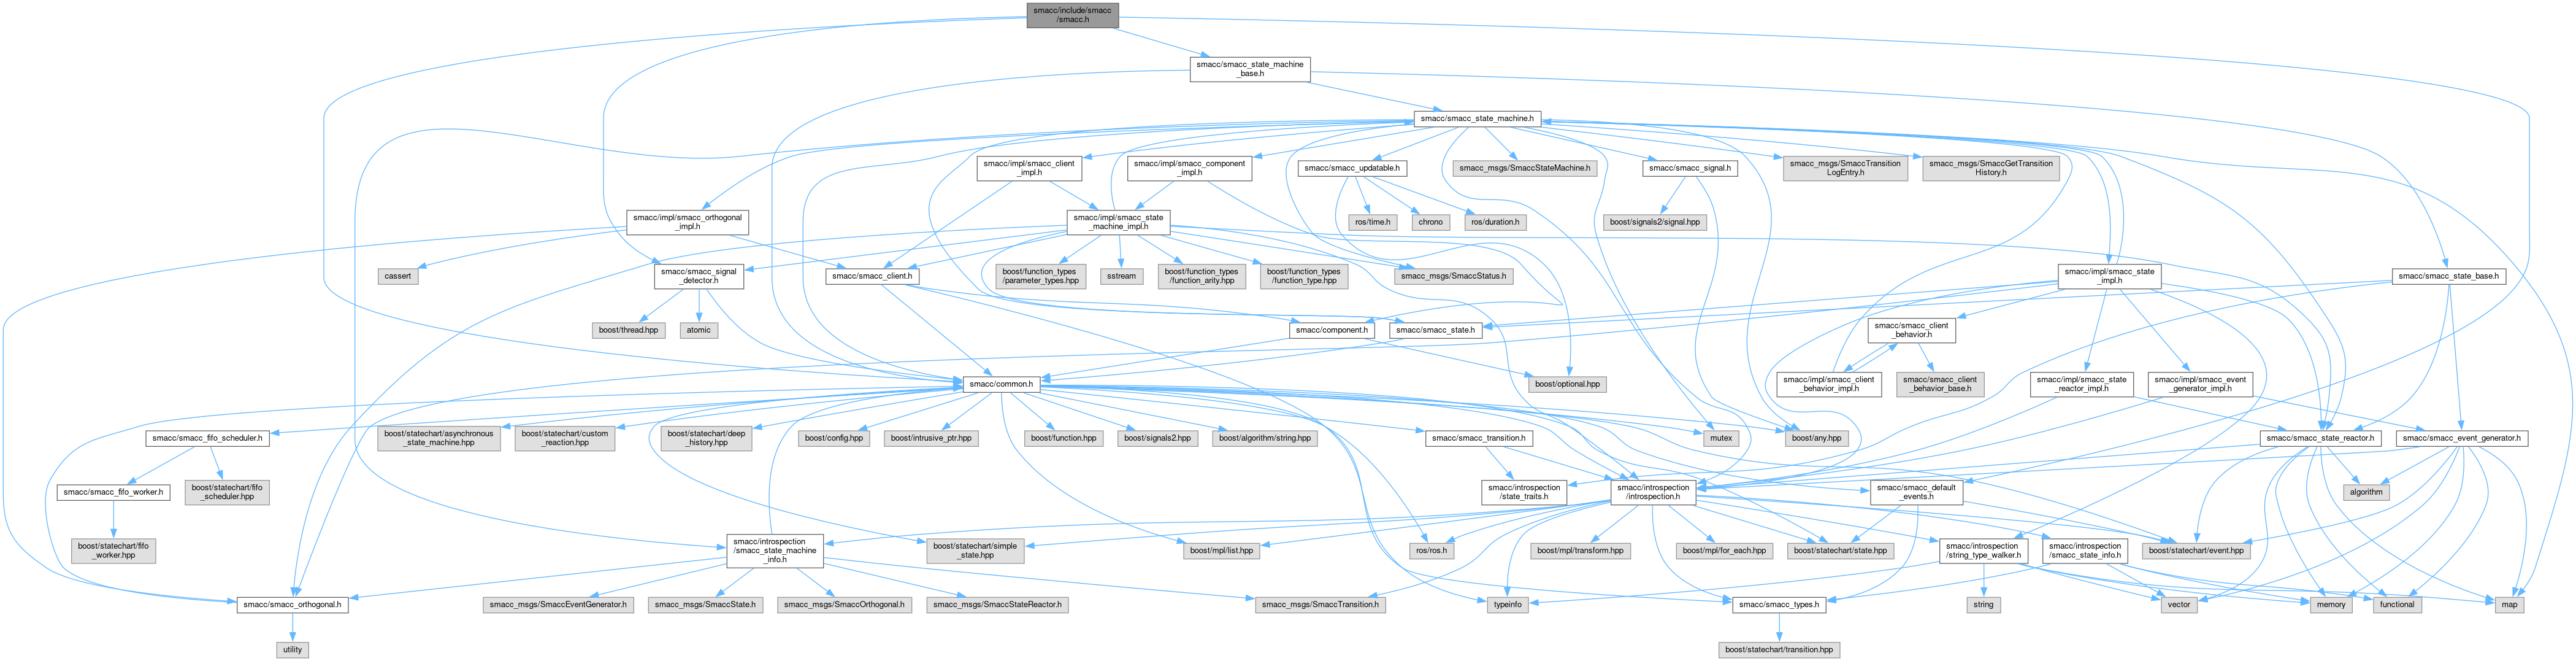 smacc/include/smacc
/smacc.h
smacc/smacc_state_machine
_base.h
smacc/smacc_state_machine.h
smacc/impl/smacc_client
_impl.h
smacc/impl/smacc_component
_impl.h
smacc/smacc_updatable.h
smacc_msgs/SmaccStateMachine.h
smacc/smacc_signal.h
smacc_msgs/SmaccTransition
LogEntry.h
smacc_msgs/SmaccGetTransition
History.h
smacc/impl/smacc_orthogonal
_impl.h
smacc/impl/smacc_state
_machine_impl.h
ros/time.h
chrono
ros/duration.h
boost/signals2/signal.hpp
cassert
smacc/smacc_signal
_detector.h
smacc/smacc_client.h
boost/function_types
/parameter_types.hpp
sstream
boost/function_types
/function_arity.hpp
boost/function_types
/function_type.hpp
smacc_msgs/SmaccStatus.h
smacc/impl/smacc_state
_impl.h
smacc/smacc_state_base.h
boost/thread.hpp
atomic
smacc/component.h
smacc/smacc_state.h
smacc/smacc_client
_behavior.h
smacc/common.h
boost/optional.hpp
smacc/impl/smacc_client
_behavior_impl.h
smacc/smacc_client
_behavior_base.h
smacc/impl/smacc_state
_reactor_impl.h
smacc/impl/smacc_event
_generator_impl.h
smacc/smacc_fifo_scheduler.h
boost/statechart/asynchronous
_state_machine.hpp
boost/statechart/custom
_reaction.hpp
boost/statechart/deep
_history.hpp
boost/config.hpp
boost/intrusive_ptr.hpp
boost/function.hpp
boost/signals2.hpp
boost/algorithm/string.hpp
smacc/smacc_transition.h
mutex
boost/any.hpp
smacc/smacc_state_reactor.h
smacc/smacc_event_generator.h
smacc/smacc_fifo_worker.h
boost/statechart/fifo
_scheduler.hpp
smacc/introspection
/state_traits.h
smacc/introspection
/introspection.h
smacc/smacc_default
_events.h
algorithm
boost/statechart/fifo
_worker.hpp
smacc/introspection
/smacc_state_machine
_info.h
boost/statechart/simple
_state.hpp
boost/mpl/list.hpp
ros/ros.h
boost/mpl/transform.hpp
boost/mpl/for_each.hpp
boost/statechart/state.hpp
smacc/introspection
/string_type_walker.h
smacc/introspection
/smacc_state_info.h
boost/statechart/event.hpp
smacc/smacc_orthogonal.h
smacc_msgs/SmaccEventGenerator.h
smacc_msgs/SmaccState.h
smacc_msgs/SmaccOrthogonal.h
smacc_msgs/SmaccStateReactor.h
smacc_msgs/SmaccTransition.h
typeinfo
smacc/smacc_types.h
string
vector
memory
functional
map
utility
boost/statechart/transition.hpp